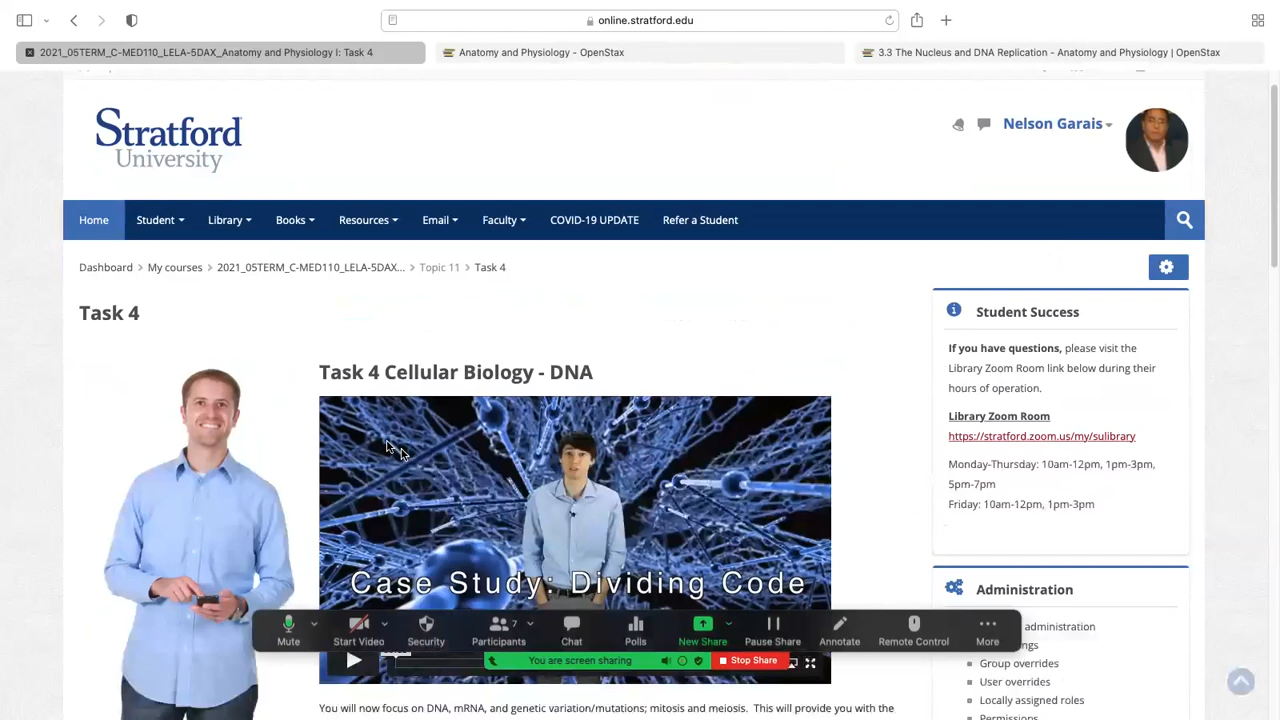 online.stratford.edu
2021_05TERM_C-MED110_LELA-5DAX_Anatomy and Physiology I: Task 4
Anatomy and Physiology - OpenStax
3.3 The Nucleus and DNA Replication - Anatomy and Physiology | OpenStax
Stratford
University
Nelson Garais
Home
Student
Library
Books
Resources
Email
Faculty
COVID-19 UPDATE
Refer a Student
Dashboard
My courses
2021_05TERM_C-MED110_LELA-5DAX...
Topic 11
Task 4
Task 4
Task 4 Cellular Biology - DNA
Case Study: Dividing Code
You will now focus on DNA, mRNA, and genetic variation/mutations; mitosis and meiosis. This will provide you with the
Student Success
If you have questions, please visit the
Library Zoom Room link below during their
hours of operation.
Library Zoom Room
https://stratford.zoom.us/my/sulibrary
Monday-Thursday: 10am-12pm, 1pm-3pm,
5pm-7pm
Friday: 10am-12pm, 1pm-3pm
Administration
administration
Group overrides
User overrides
Locally assigned roles
Permissions
Mute
Start Video
Security
7
Participants
Chat
Polls
New Share
Pause Share
Annotate
Remote Control
More
You are screen sharing
Stop Share